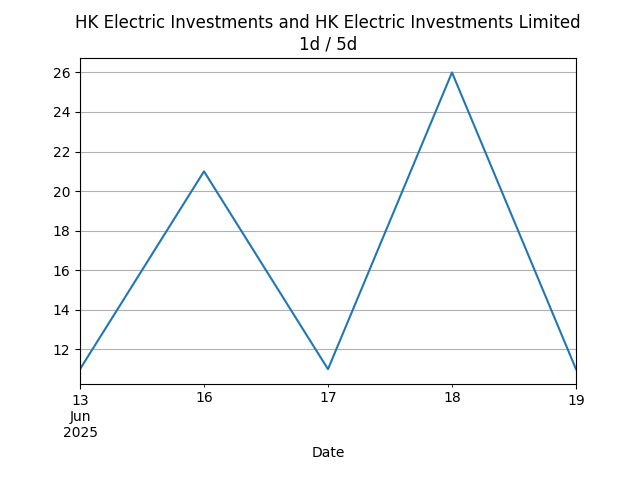 HK Electric Investments and HK Electric Investments Limited
1d / 5d
26
24
22
20
18
16
14
12
13 16 17 18 19
Jun
2025
Date